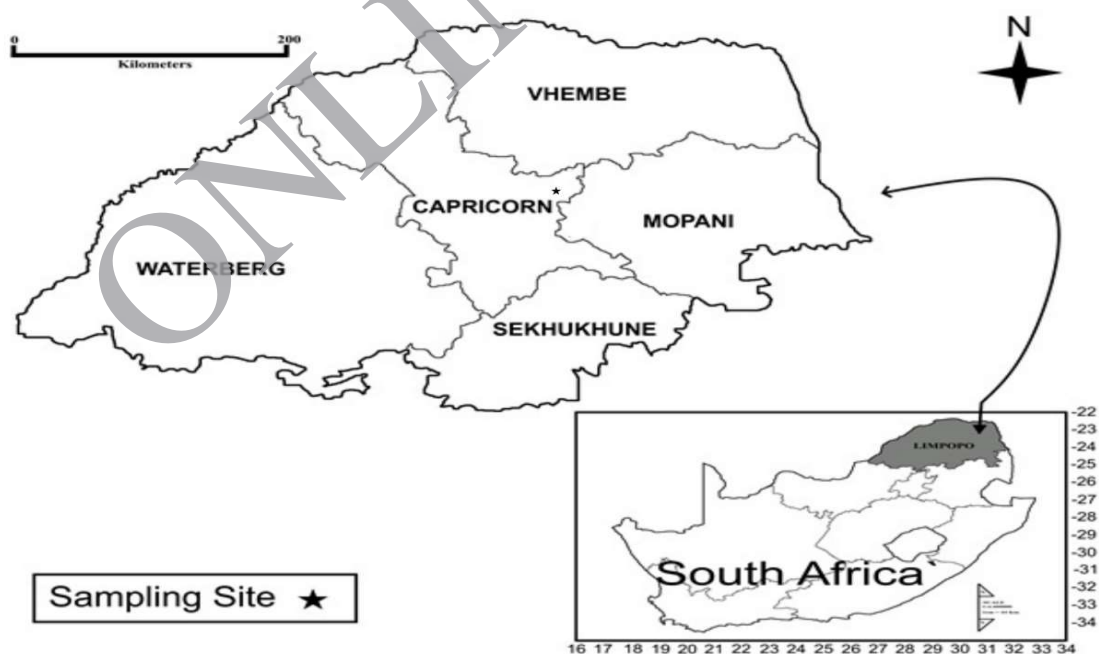 0 200
Kilometers
N
ONLI
VHEMBE
CAPRICORN
MOPANI
WATERBERG
SEKHUKHUNE
Sampling Site
LIMPOPO
South Africa
-22
-23
-24
-25
-26
-27
-28
-29
-30
-31
-32
-33
-34
16 17 18 19 20 21 22 23 24 25 26 27 28 29 30 31 32 33 34